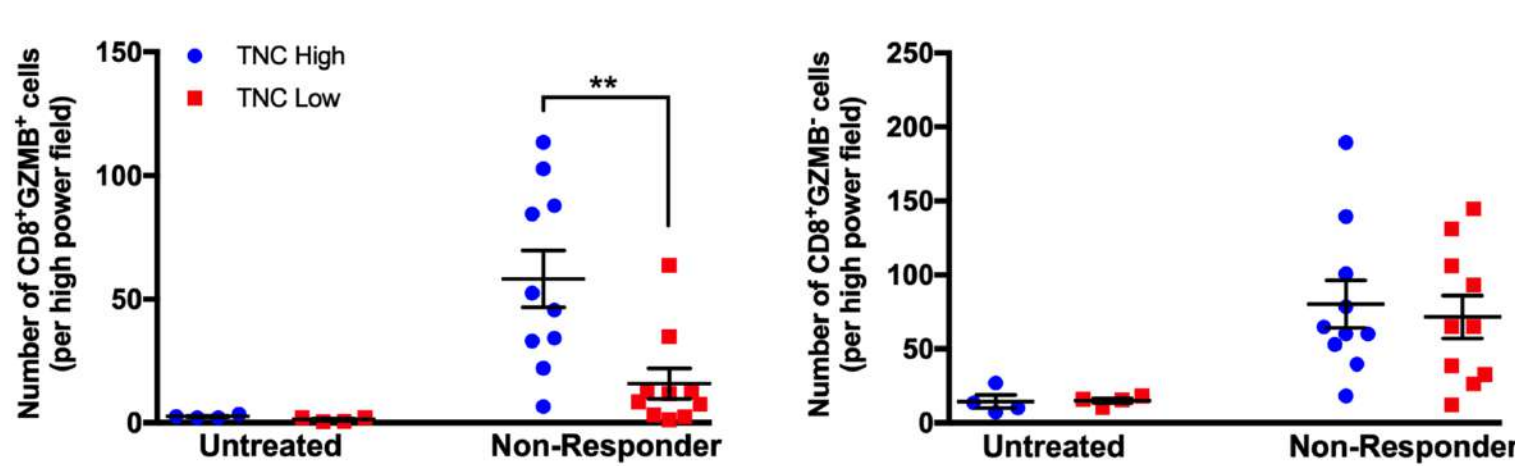 Number of CD8⁺GZMB⁺ cells
(per high power field)
150
100
50
0
TNC High
TNC Low
**
Untreated
Non-Responder
Number of CD8⁺GZMB⁻ cells
(per high power field)
250
200
150
100
50
0
Untreated
Non-Responder